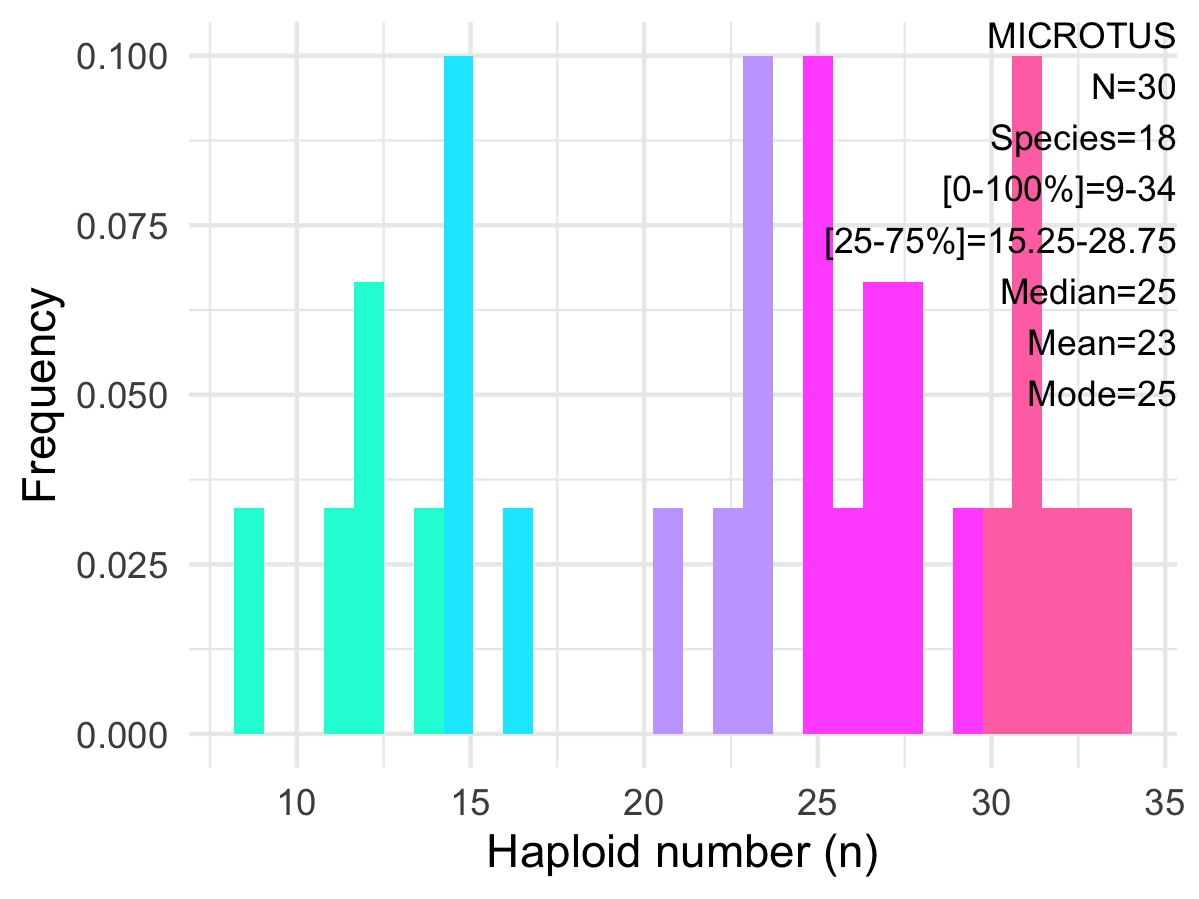 MICROTUS
N=30
Species=18
[0-100%]=9-34
[25-75%]=15.25-28.75
Median=25
Mean=23
Mode=25
Frequency
0.100
0.075
0.050
0.025
0.000
10 15 20 25 30 35
Haploid number (n)